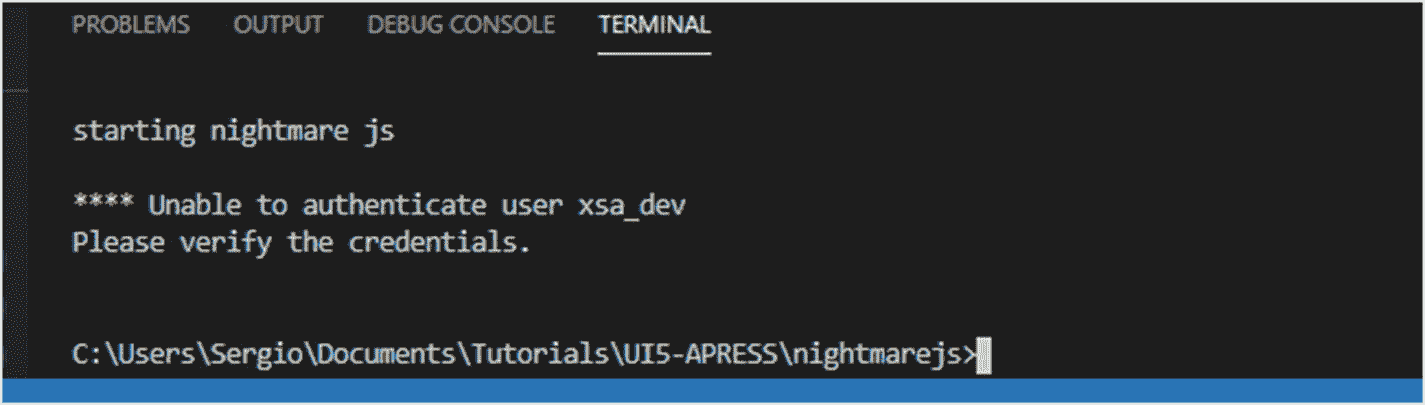 PROBLEMS OUTPUT DEBUG CONSOLE TERMINAL
starting nightmare js
**** Unable to authenticate user xsa_dev
Please verify the credentials.
C:\Users\Sergio\Documents\Tutorials\UI5-APRESS\nightmarejs>